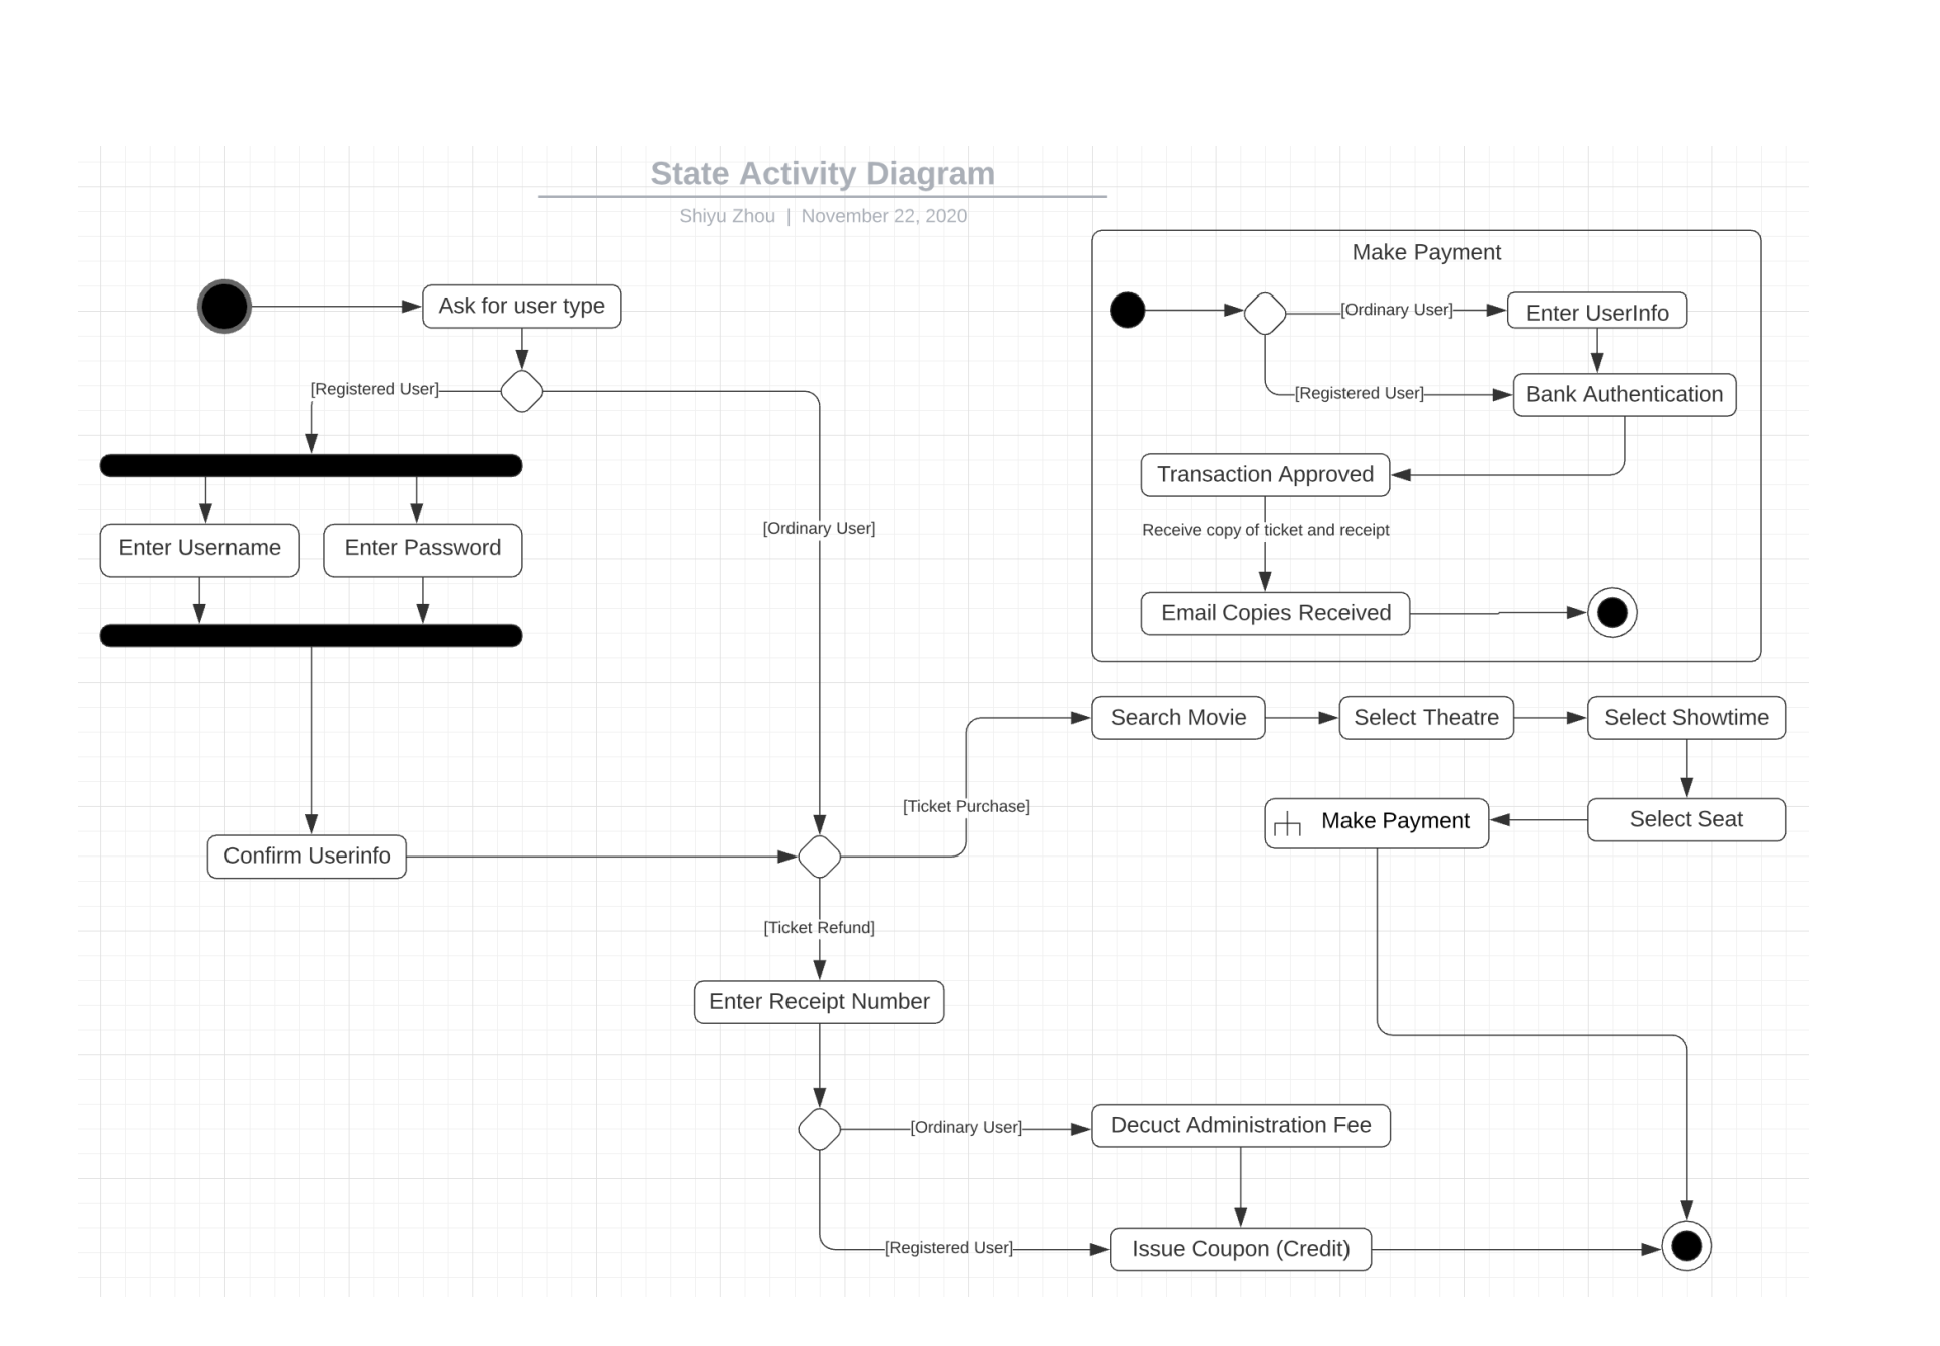 State Activity Diagram
Shiyu Zhou | November 22, 2020
Make Payment
Ask for user type
[Ordinary User]
Enter UserInfo
[Registered User]
[Registered User]
Bank Authentication
Transaction Approved
[Ordinary User]
Receive copy of ticket and receipt
Enter Username
Enter Password
Email Copies Received
Search Movie
Select Theatre
Select Showtime
[Ticket Purchase]
Make Payment
Select Seat
Confirm Userinfo
[Ticket Refund]
Enter Receipt Number
[Ordinary User]
Decuct Administration Fee
[Registered User]
Issue Coupon (Credit)